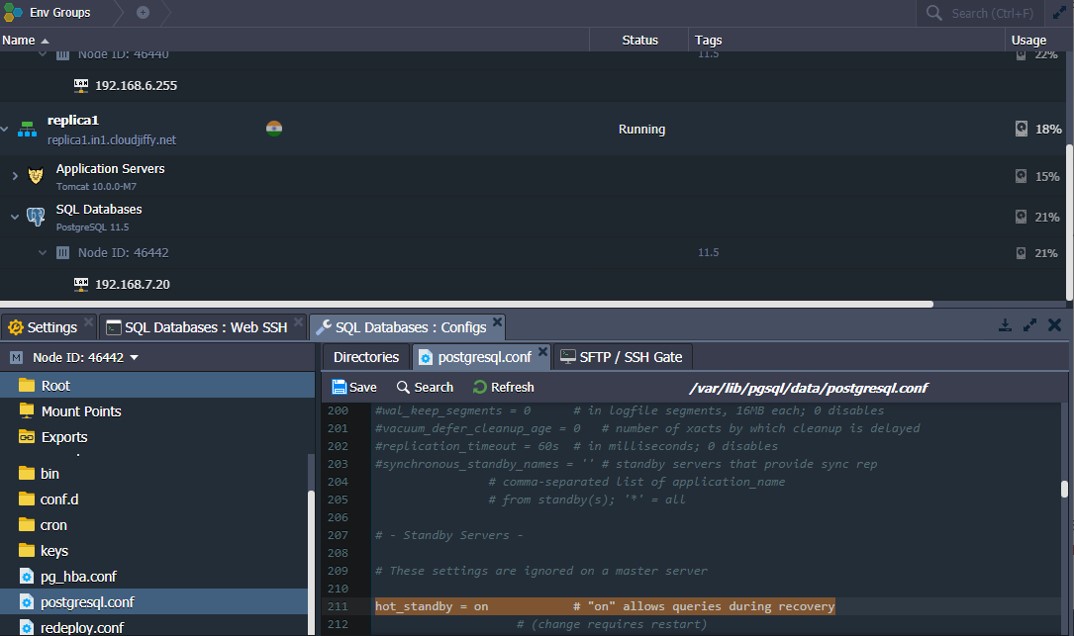 Env Groups
Search (Ctrl+F)
Name Status Tags Usage
Node ID: 46440 11.5 22%
192.168.6.255
replica1 Running 18%
replica1.in1.cloudjiffy.net
Application Servers 15%
Tomcat 10.0.0-M7
SQL Databases 21%
PostgreSQL 11.5
Node ID: 46442 11.5 21%
192.168.7.20
Settings SQL Databases : Web SSH SQL Databases : Configs
M Node ID: 46442
Root
Mount Points
Exports
bin
conf.d
cron
keys
pg_hba.conf
postgresql.conf
redeploy.conf
Directories postgresql.conf SFTP / SSH Gate
Save Search Refresh /var/lib/pgsql/data/postgresql.conf
200 #wal_keep_segments = 0 # in logfile segments, 16MB each; 0 disables
201 #vacuum_defer_cleanup_age = 0 # number of xacts by which cleanup is delayed
202 #replication_timeout = 60s # in milliseconds; 0 disables
203 #synchronous_standby_names = '' # standby servers that provide sync rep
204 # comma-separated list of application_name
205 # from standby(s); '*' = all
206
207 # - Standby Servers -
208
209 # These settings are ignored on a master server
210
211 hot_standby = on # "on" allows queries during recovery
212 # (change requires restart)